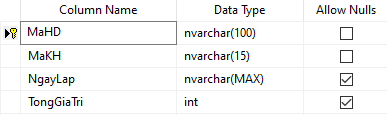 Column Name Data Type Allow Nulls
MaHD nvarchar(100)
MaKH nvarchar(15)
NgayLap nvarchar(MAX)
TongGiaTri int